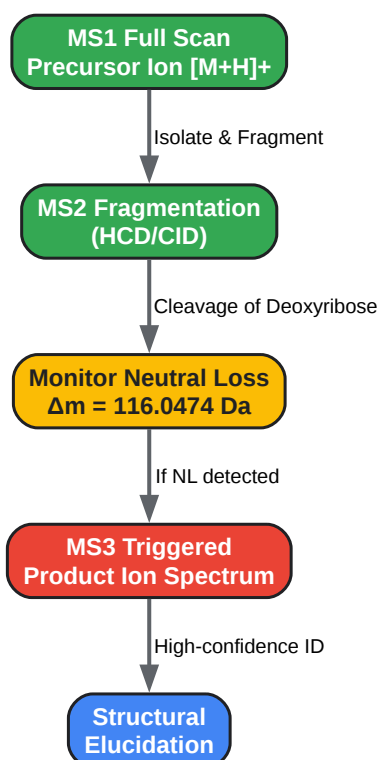 MS1 Full Scan
Precursor Ion [M+H]+
Isolate & Fragment
MS2 Fragmentation
(HCD/CID)
Cleavage of Deoxyribose
Monitor Neutral Loss
Δm = 116.0474 Da
If NL detected
MS3 Triggered
Product Ion Spectrum
High-confidence ID
Structural
Elucidation